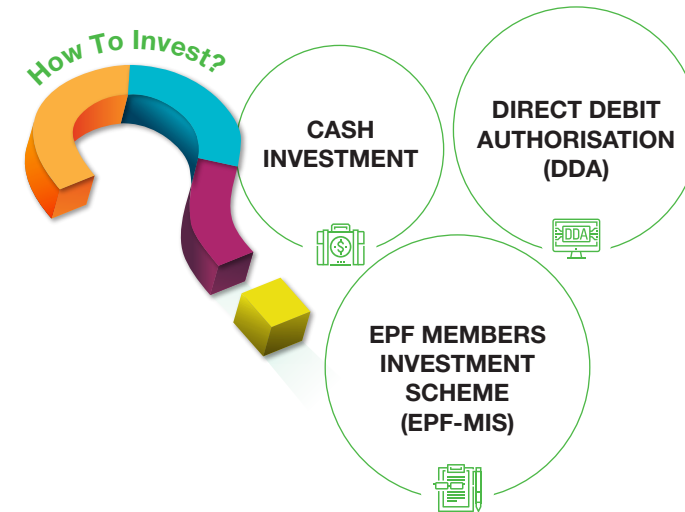 How To Invest?
CASH
INVESTMENT
DIRECT DEBIT
AUTHORISATION
(DDA)
DDA
EPF MEMBERS
INVESTMENT
SCHEME
(EPF-MIS)